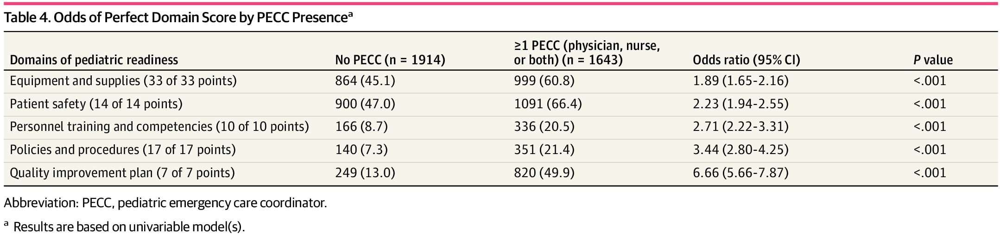 Table 4. Odds of Perfect Domain Score by PECC Presenceᵃ
≥1 PECC (physician, nurse,
Domains of pediatric readiness No PECC (n = 1914) or both) (n = 1643) Odds ratio (95% CI) P value
Equipment and supplies (33 of 33 points) 864 (45.1) 999 (60.8) 1.89 (1.65-2.16) <.001
Patient safety (14 of 14 points) 900 (47.0) 1091 (66.4) 2.23 (1.94-2.55) <.001
Personnel training and competencies (10 of 10 points) 166 (8.7) 336 (20.5) 2.71 (2.22-3.31) <.001
Policies and procedures (17 of 17 points) 140 (7.3) 351 (21.4) 3.44 (2.80-4.25) <.001
Quality improvement plan (7 of 7 points) 249 (13.0) 820 (49.9) 6.66 (5.66-7.87) <.001
Abbreviation: PECC, pediatric emergency care coordinator.
ᵃ Results are based on univariable model(s).